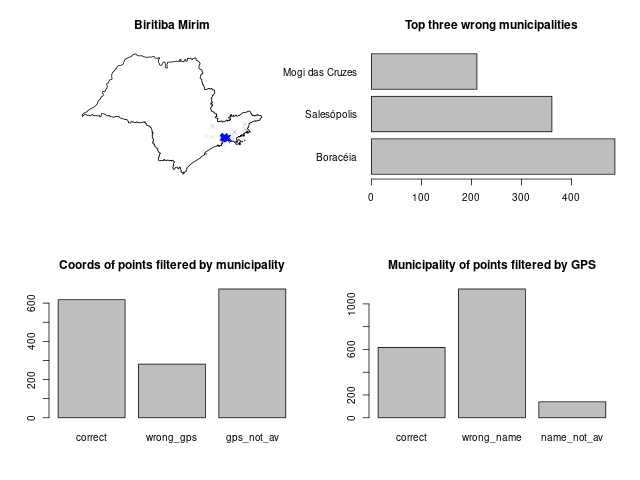 Biritiba Mirim
Top three wrong municipalities
Mogi das Cruzes
Salesópolis
Boracéia
0 100 200 300 400
Coords of points filtered by municipality
0 200 400 600
correct wrong_gps gps_not_av
Municipality of points filtered by GPS
0 200 600 1000
correct wrong_name name_not_av